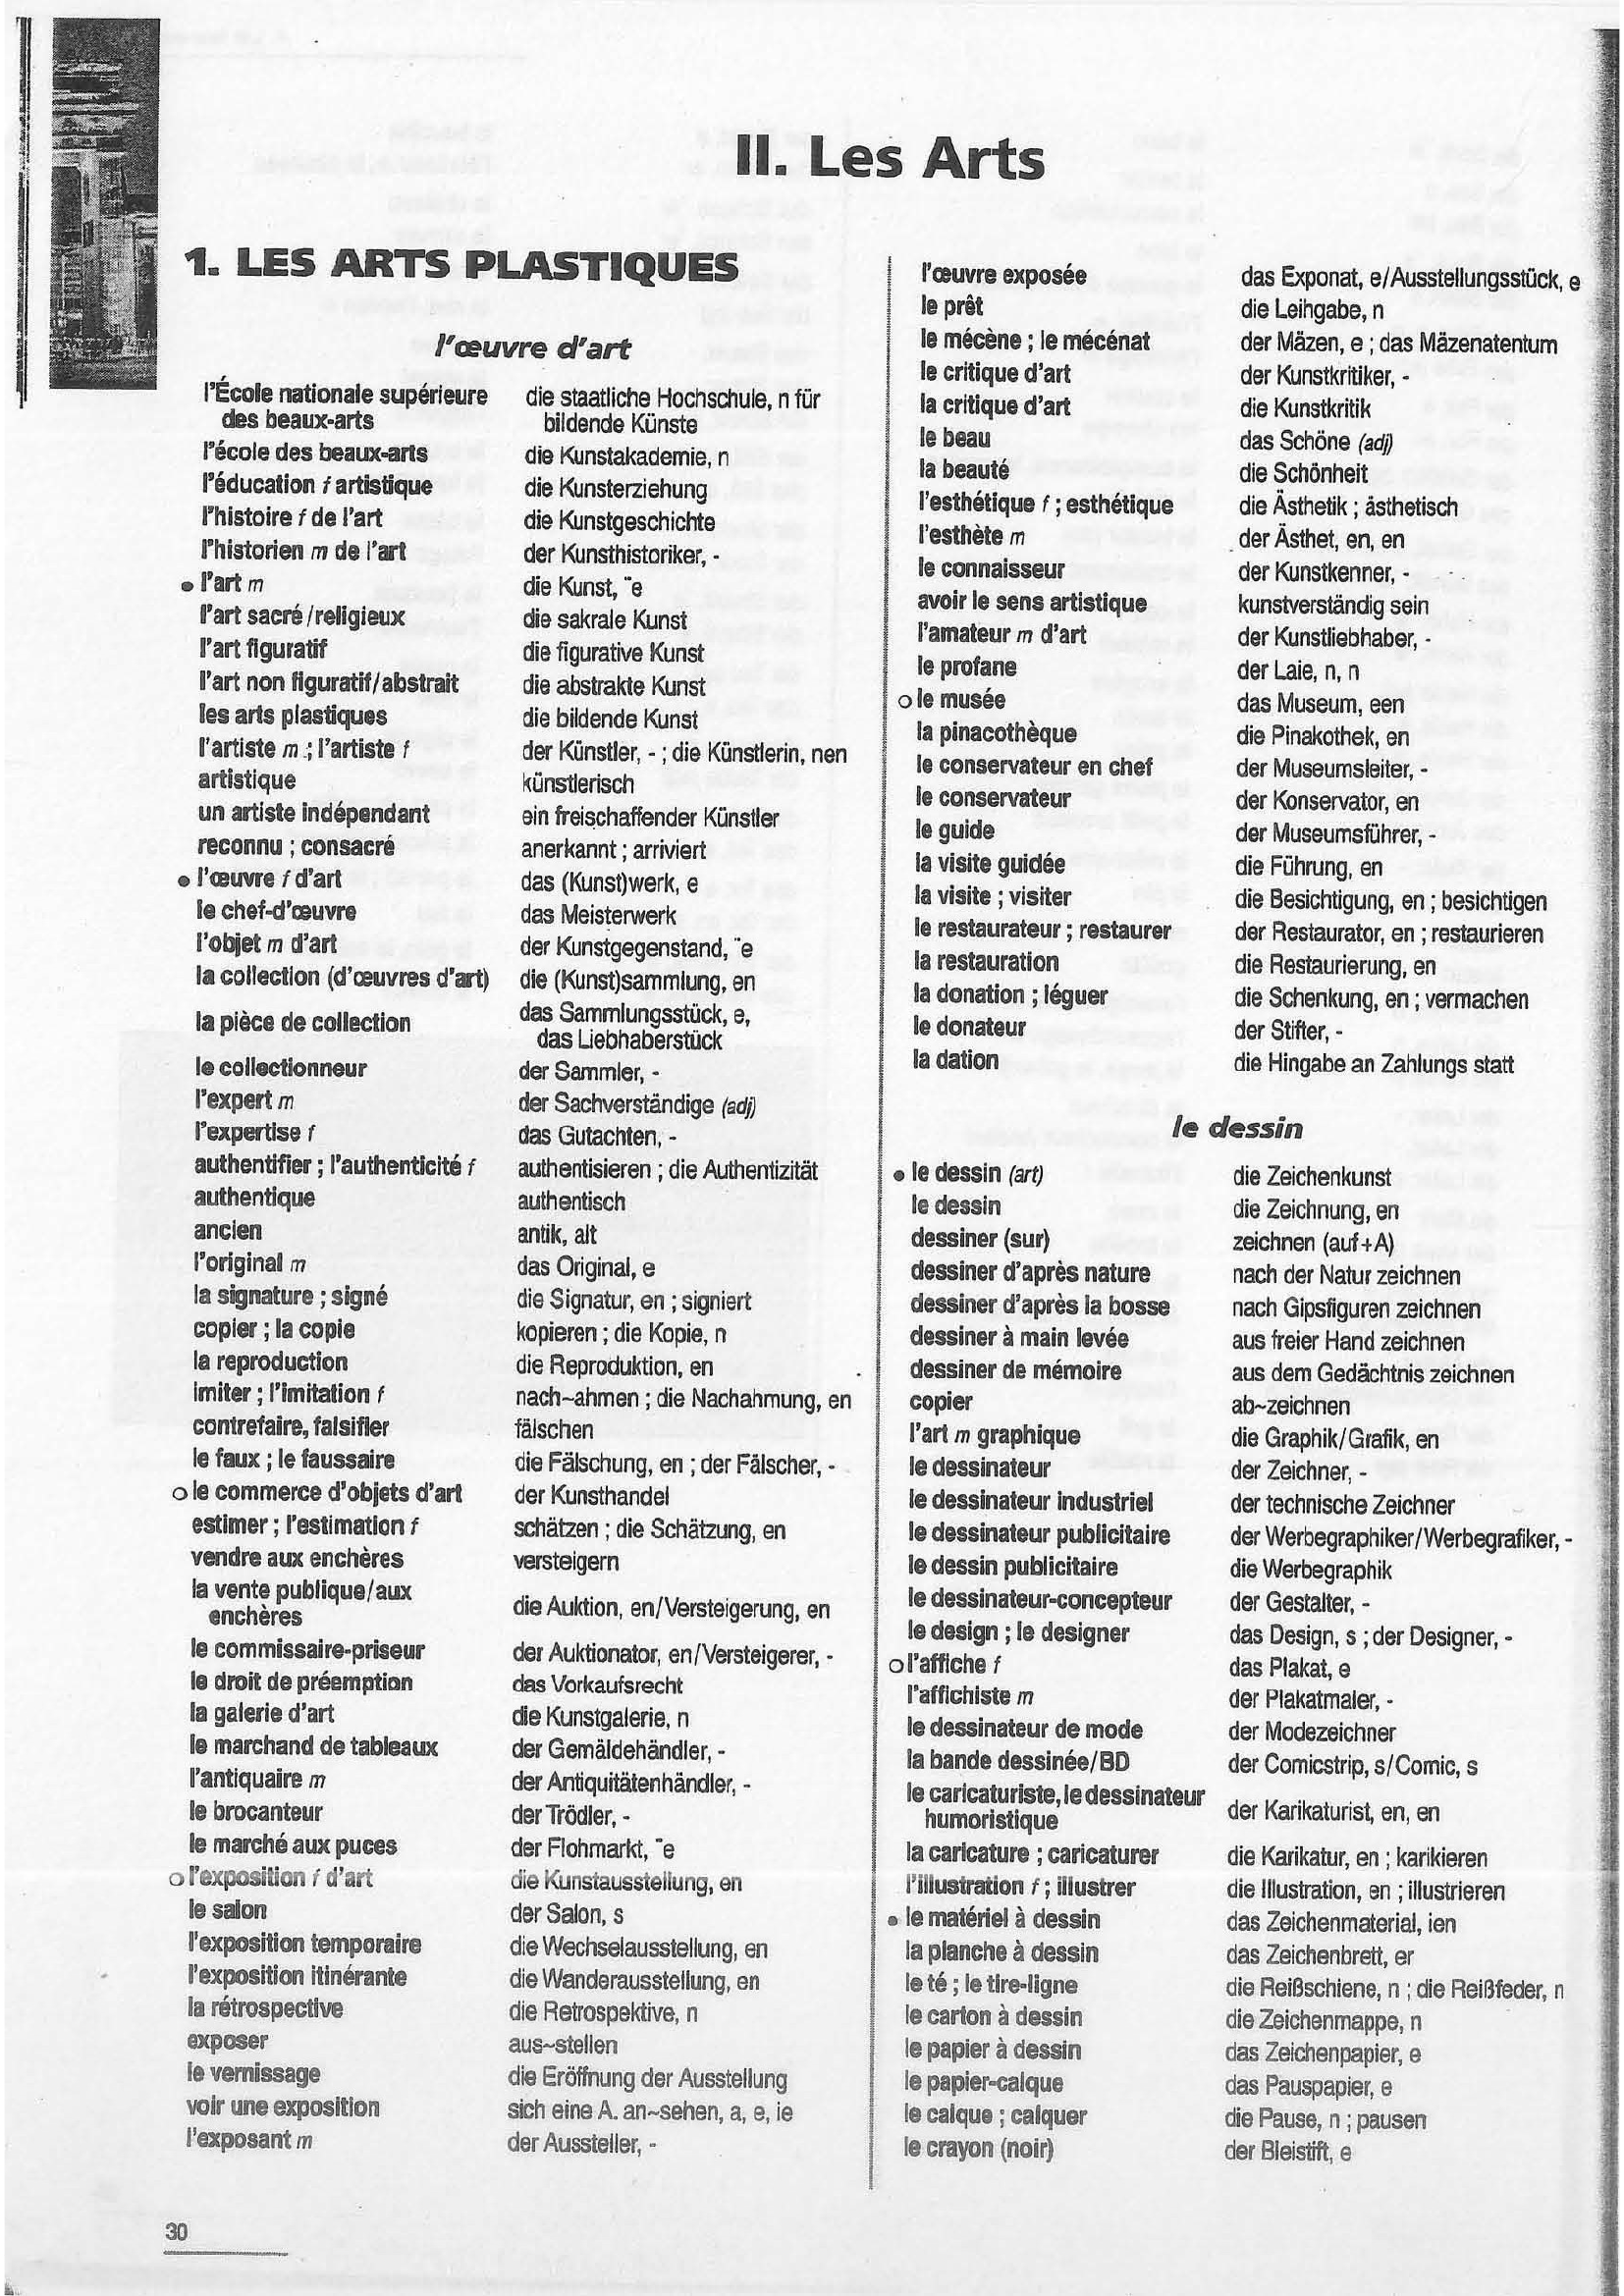 II. Les Arts
1. LES ARTS PLASTIQUES
l'œuvre d'art
l'École nationale supérieure des beaux-arts die staatliche Hochschule, n für bildende Künste
l'école des beaux-arts die Kunstakademie, n
l'éducation f artistique die Kunsterziehung
l'histoire f de l'art die Kunstgeschichte
l'historien m de l'art der Kunsthistoriker, -
• l'art m die Kunst, ¨e
l'art sacré/religieux die sakrale Kunst
l'art figuratif die figurative Kunst
l'art non figuratif/abstrait die abstrakte Kunst
les arts plastiques die bildende Kunst
l'artiste m ; l'artiste f der Künstler, - ; die Künstlerin, nen
artistique künstlerisch
un artiste indépendant ein freischaffender Künstler
reconnu ; consacré anerkannt ; arriviert
• l'œuvre f d'art das (Kunst)werk, e
le chef-d'œuvre das Meisterwerk
l'objet m d'art der Kunstgegenstand, ¨e
la collection (d'œuvres d'art) die (Kunst)sammlung, en
la pièce de collection das Sammlungsstück, e, das Liebhaberstück
le collectionneur der Sammler, -
l'expert m der Sachverständige (adj)
l'expertise f das Gutachten, -
authentifier ; l'authenticité f authentisieren ; die Authentizität
authentique authentisch
ancien antik, alt
l'original m das Original, e
la signature ; signé die Signatur, en ; signiert
copier ; la copie kopieren ; die Kopie, n
la reproduction die Reproduktion, en
imiter ; l'imitation f nach~ahmen ; die Nachahmung, en
contrefaire, falsifier fälschen
le faux ; le faussaire die Fälschung, en ; der Fälscher, -
o le commerce d'objets d'art der Kunsthandel
estimer ; l'estimation f schätzen ; die Schätzung, en
vendre aux enchères versteigern
la vente publique/aux enchères die Auktion, en/Versteigerung, en
le commissaire-priseur der Auktionator, en/Versteigerer, -
le droit de préemption das Vorkaufsrecht
la galerie d'art die Kunstgalerie, n
le marchand de tableaux der Gemäldehändler, -
l'antiquaire m der Antiquitätenhändler, -
le brocanteur der Trödler, -
le marché aux puces der Flohmarkt, ¨e
o l'exposition f d'art die Kunstausstellung, en
le salon der Salon, s
l'exposition temporaire die Wechselausstellung, en
l'exposition itinérante die Wanderausstellung, en
la rétrospective die Retrospektive, n
exposer aus~stellen
le vernissage die Eröffnung der Ausstellung
voir une exposition sich eine A. an~sehen, a, e, ie
l'exposant m der Aussteller, -
l'œuvre exposée das Exponat, e/Ausstellungsstück, e
le prêt die Leihgabe, n
le mécène ; le mécénat der Mäzen, e ; das Mäzenatentum
le critique d'art der Kunstkritiker, -
la critique d'art die Kunstkritik
le beau das Schöne (adj)
la beauté die Schönheit
l'esthétique f ; esthétique die Ästhetik ; ästhetisch
l'esthète m der Ästhet, en, en
le connaisseur der Kunstkenner, -
avoir le sens artistique kunstverständig sein
l'amateur m d'art der Kunstliebhaber, -
le profane der Laie, n, n
o le musée das Museum, een
la pinacothèque die Pinakothek, en
le conservateur en chef der Museumsleiter, -
le conservateur der Konservator, en
le guide der Museumsführer, -
la visite guidée die Führung, en
la visite ; visiter die Besichtigung, en ; besichtigen
le restaurateur ; restaurer der Restaurator, en ; restaurieren
la restauration die Restaurierung, en
la donation ; léguer die Schenkung, en ; vermachen
le donateur der Stifter, -
la dation die Hingabe an Zahlungs statt
le dessin
• le dessin (art) die Zeichenkunst
le dessin die Zeichnung, en
dessiner (sur) zeichnen (auf+A)
dessiner d'après nature nach der Natur zeichnen
dessiner d'après la bosse nach Gipsfiguren zeichnen
dessiner à main levée aus freier Hand zeichnen
dessiner de mémoire aus dem Gedächtnis zeichnen
copier ab~zeichnen
l'art m graphique die Graphik/Grafik, en
le dessinateur der Zeichner, -
le dessinateur industriel der technische Zeichner
le dessinateur publicitaire der Werbegraphiker/Werbegrafiker, -
le dessin publicitaire die Werbegraphik
le dessinateur-concepteur der Gestalter, -
le design ; le designer das Design, s ; der Designer, -
o l'affiche f das Plakat, e
l'affichiste m der Plakatmaler, -
le dessinateur de mode der Modezeichner
la bande dessinée/BD der Comicstrip, s/Comic, s
le caricaturiste, le dessinateur humoristique der Karikaturist, en, en
la caricature ; caricaturer die Karikatur, en ; karikieren
l'illustration f ; illustrer die Illustration, en ; illustrieren
• le matériel à dessin das Zeichenmaterial, ien
la planche à dessin das Zeichenbrett, er
le té ; le tire-ligne die Reißschiene, n ; die Reißfeder, n
le carton à dessin die Zeichenmappe, n
le papier à dessin das Zeichenpapier, e
le papier-calque das Pauspapier, e
le calque ; calquer die Pause, n ; pausen
le crayon (noir) der Bleistift, e
30